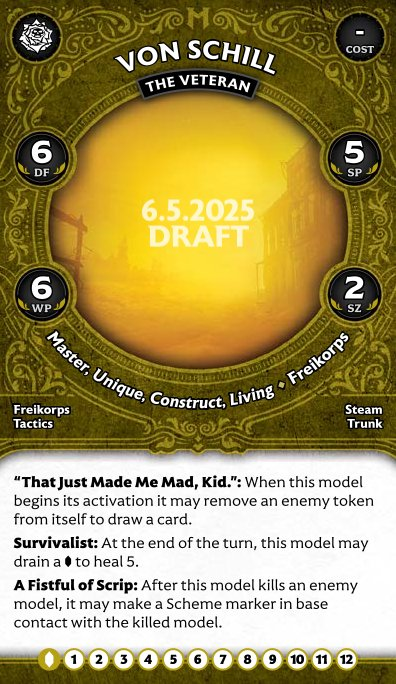 -
COST
VON SCHILL
THE VETERAN
6
DF
5
SP
6.5.2025
DRAFT
6
WP
2
SZ
Master, Unique, Construct, Living • Freikorps
Freikorps
Tactics
Steam
Trunk
“That Just Made Me Mad, Kid.”: When this model
begins its activation it may remove an enemy token
from itself to draw a card.
Survivalist: At the end of the turn, this model may
drain a to heal 5.
A Fistful of Scrip: After this model kills an enemy
model, it may make a Scheme marker in base
contact with the killed model.
1 2 3 4 5 6 7 8 9 10 11 12